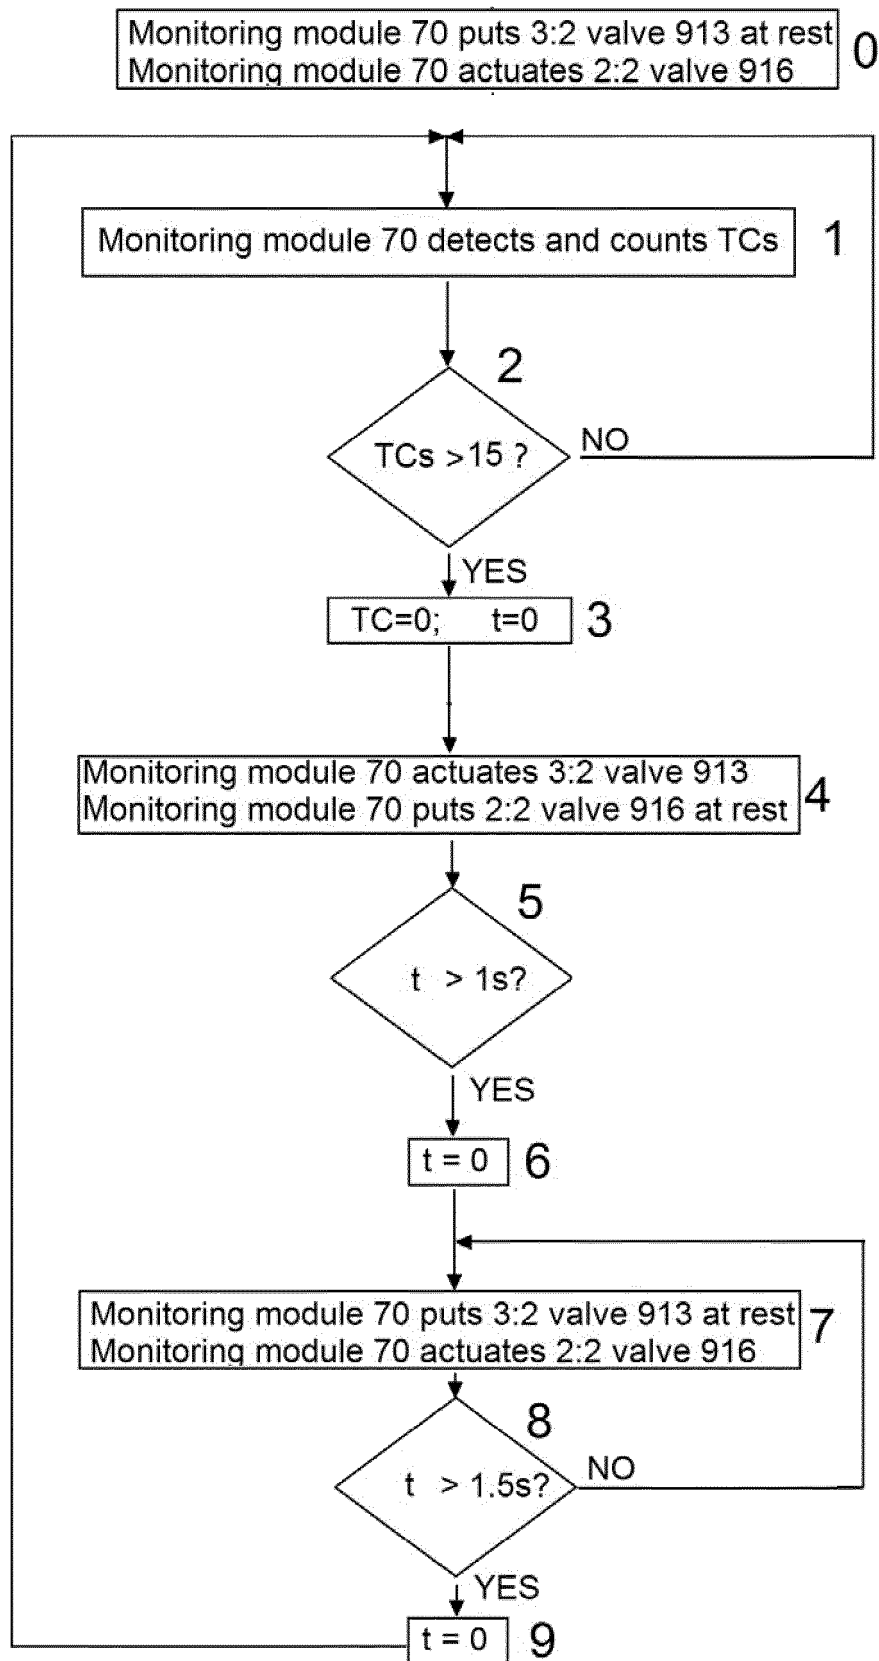 Monitoring module 70 puts 3:2 valve 913 at rest
Monitoring module 70 actuates 2:2 valve 916
0
Monitoring module 70 detects and counts TCs
1
2
TCs >15 ?
NO
YES
TC=0; t=0
3
Monitoring module 70 actuates 3:2 valve 913
Monitoring module 70 puts 2:2 valve 916 at rest
4
5
t > 1s?
YES
t = 0
6
Monitoring module 70 puts 3:2 valve 913 at rest
Monitoring module 70 actuates 2:2 valve 916
7
8
t > 1.5s?
NO
YES
t = 0
9